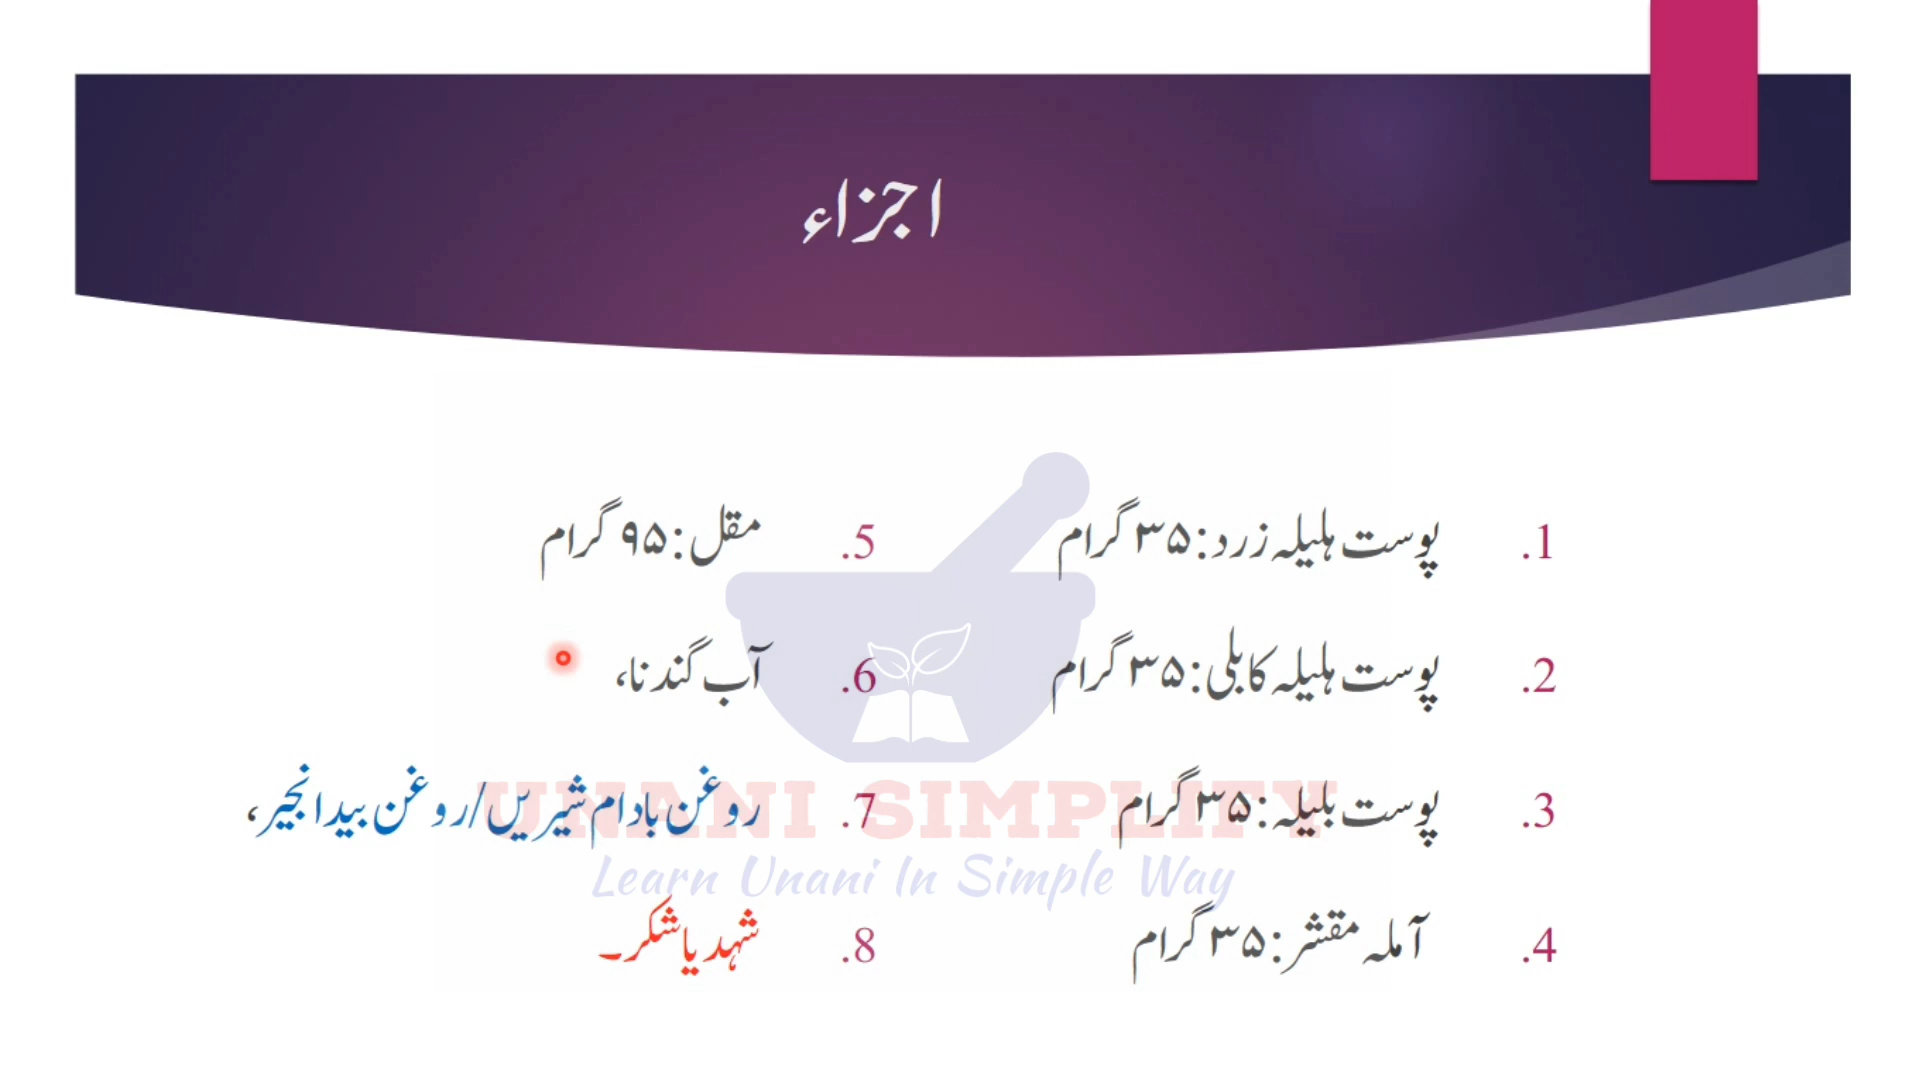 اجزاء
1. پوست ہلیلہ زرد: ۳۵ گرام
2. پوست ہلیلہ کابلی: ۳۵ گرام
3. پوست بلیلہ: ۳۵ گرام
4. آملہ مقشر: ۳۵ گرام
5. مقل: ۹۵ گرام
6. آب گندنا،
7. روغن بادام شیریں/روغن بیدانجیر،
8. شہد یا شکر۔
UNANI SIMPLIFY
Learn Unani In Simple Way